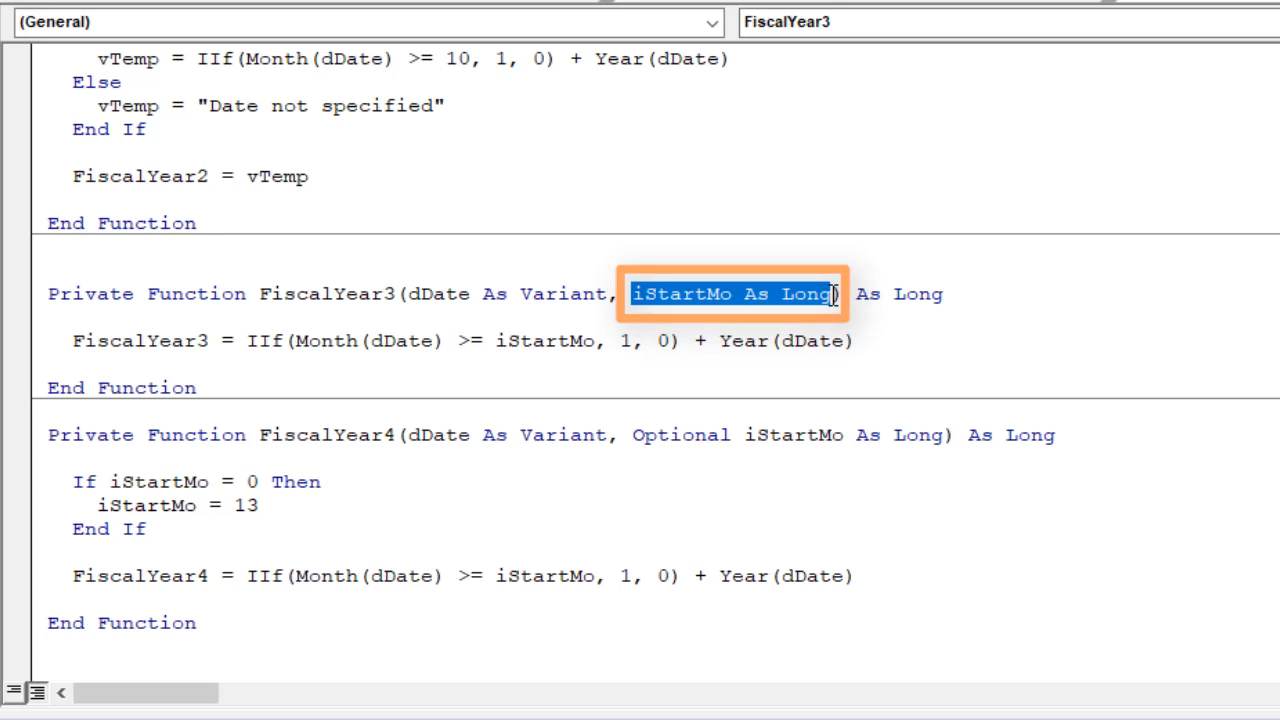 (General)
FiscalYear3
vTemp = IIf(Month(dDate) >= 10, 1, 0) + Year(dDate)
Else
vTemp = "Date not specified"
End If
FiscalYear2 = vTemp
End Function
Private Function FiscalYear3(dDate As Variant, iStartMo As Long) As Long
FiscalYear3 = IIf(Month(dDate) >= iStartMo, 1, 0) + Year(dDate)
End Function
Private Function FiscalYear4(dDate As Variant, Optional iStartMo As Long) As Long
If iStartMo = 0 Then
iStartMo = 13
End If
FiscalYear4 = IIf(Month(dDate) >= iStartMo, 1, 0) + Year(dDate)
End Function